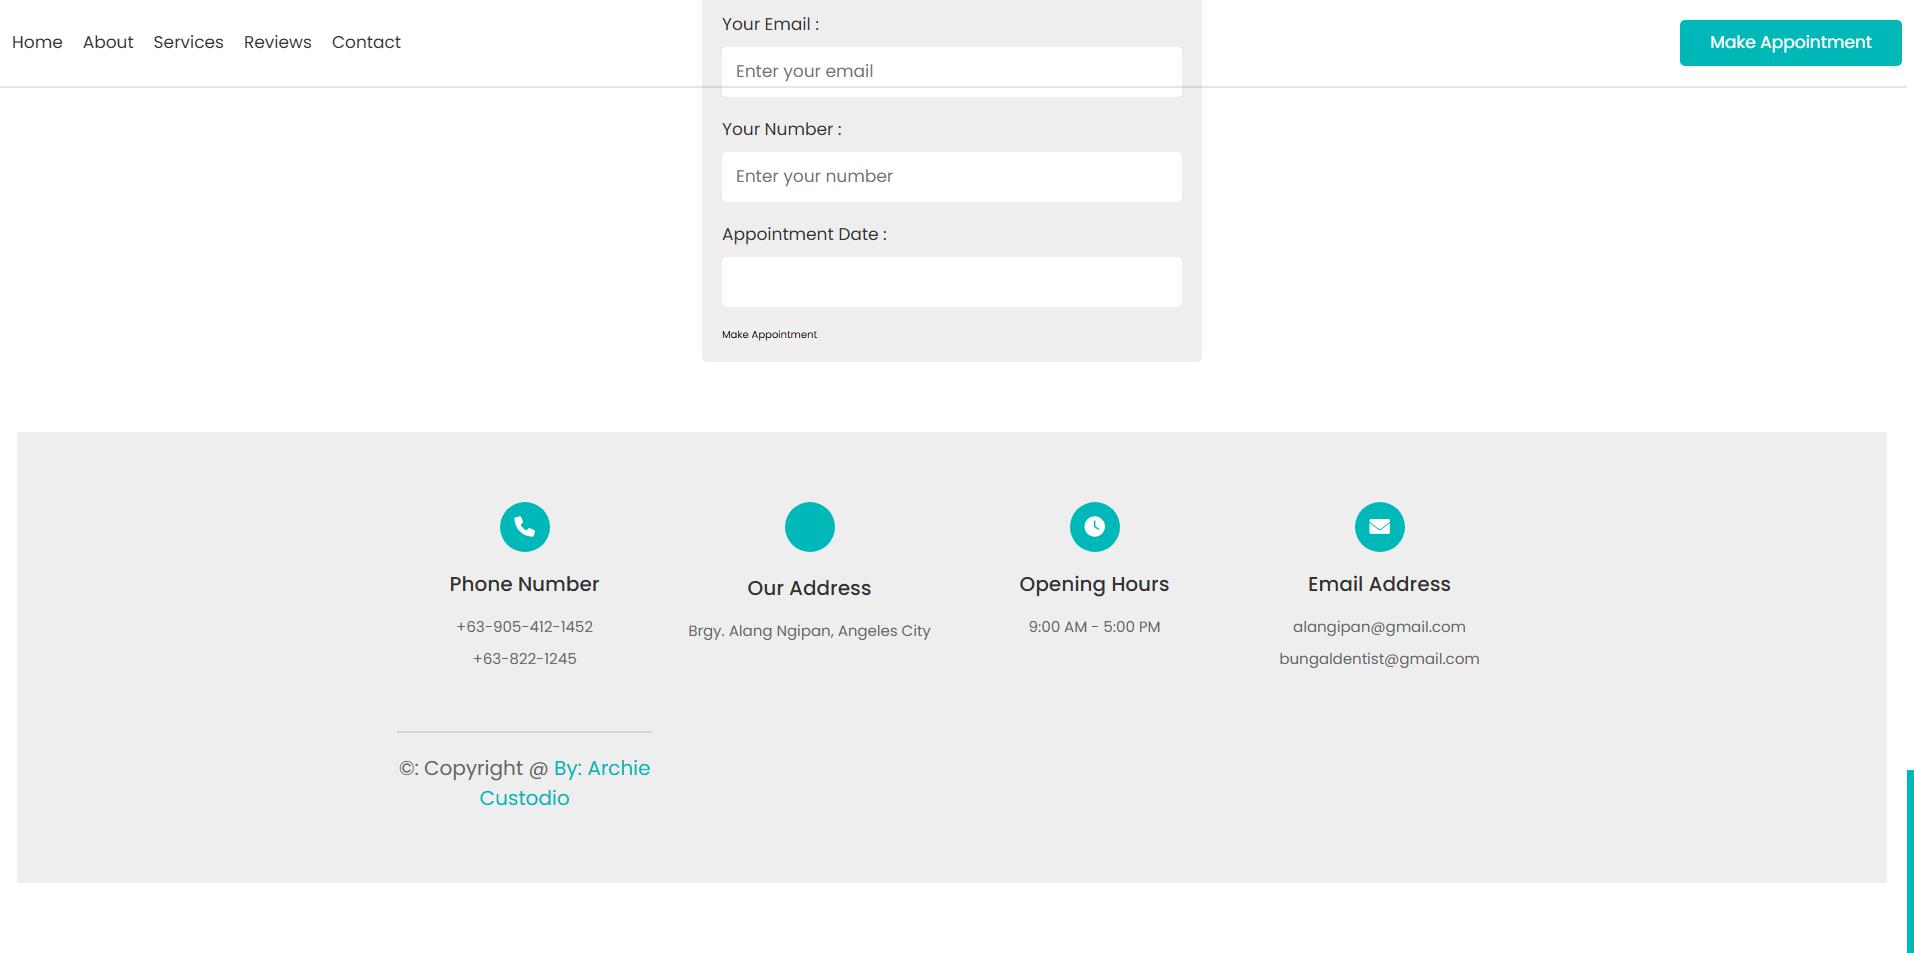 Home About Services Reviews Contact
Make Appointment
Your Email :
Enter your email
Your Number :
Enter your number
Appointment Date :
Make Appointment
Phone Number
+63-905-412-1452
+63-822-1245
Our Address
Brgy. Alang Ngipan, Angeles City
Opening Hours
9:00 AM - 5:00 PM
Email Address
alangipan@gmail.com
bungaldentist@gmail.com
©: Copyright @ By: Archie
Custodio